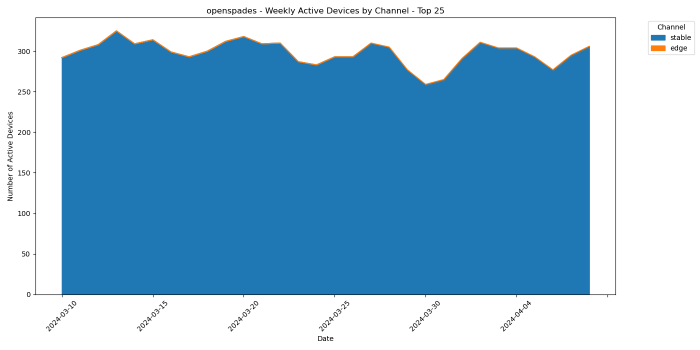 openspades - Weekly Active Devices by Channel - Top 25
Channel
stable
edge
Number of Active Devices
300
250
200
150
100
50
0
2024-03-10
2024-03-15
2024-03-20
2024-03-25
2024-03-30
2024-04-04
Date